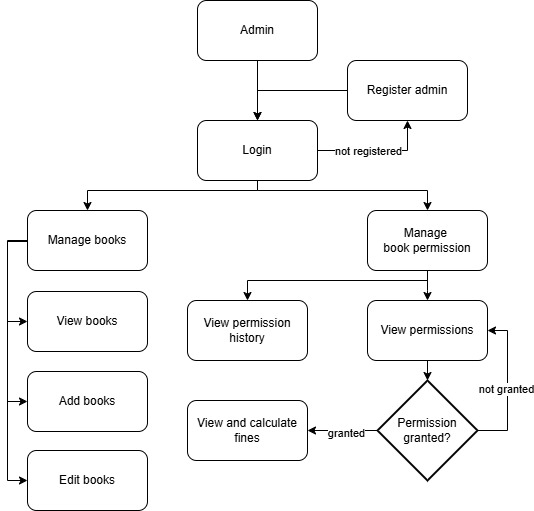 Admin
Register admin
Login
not registered
Manage books
Manage
book permission
View books
View permission
history
View permissions
not granted
Add books
View and calculate
fines
granted
Permission
granted?
Edit books